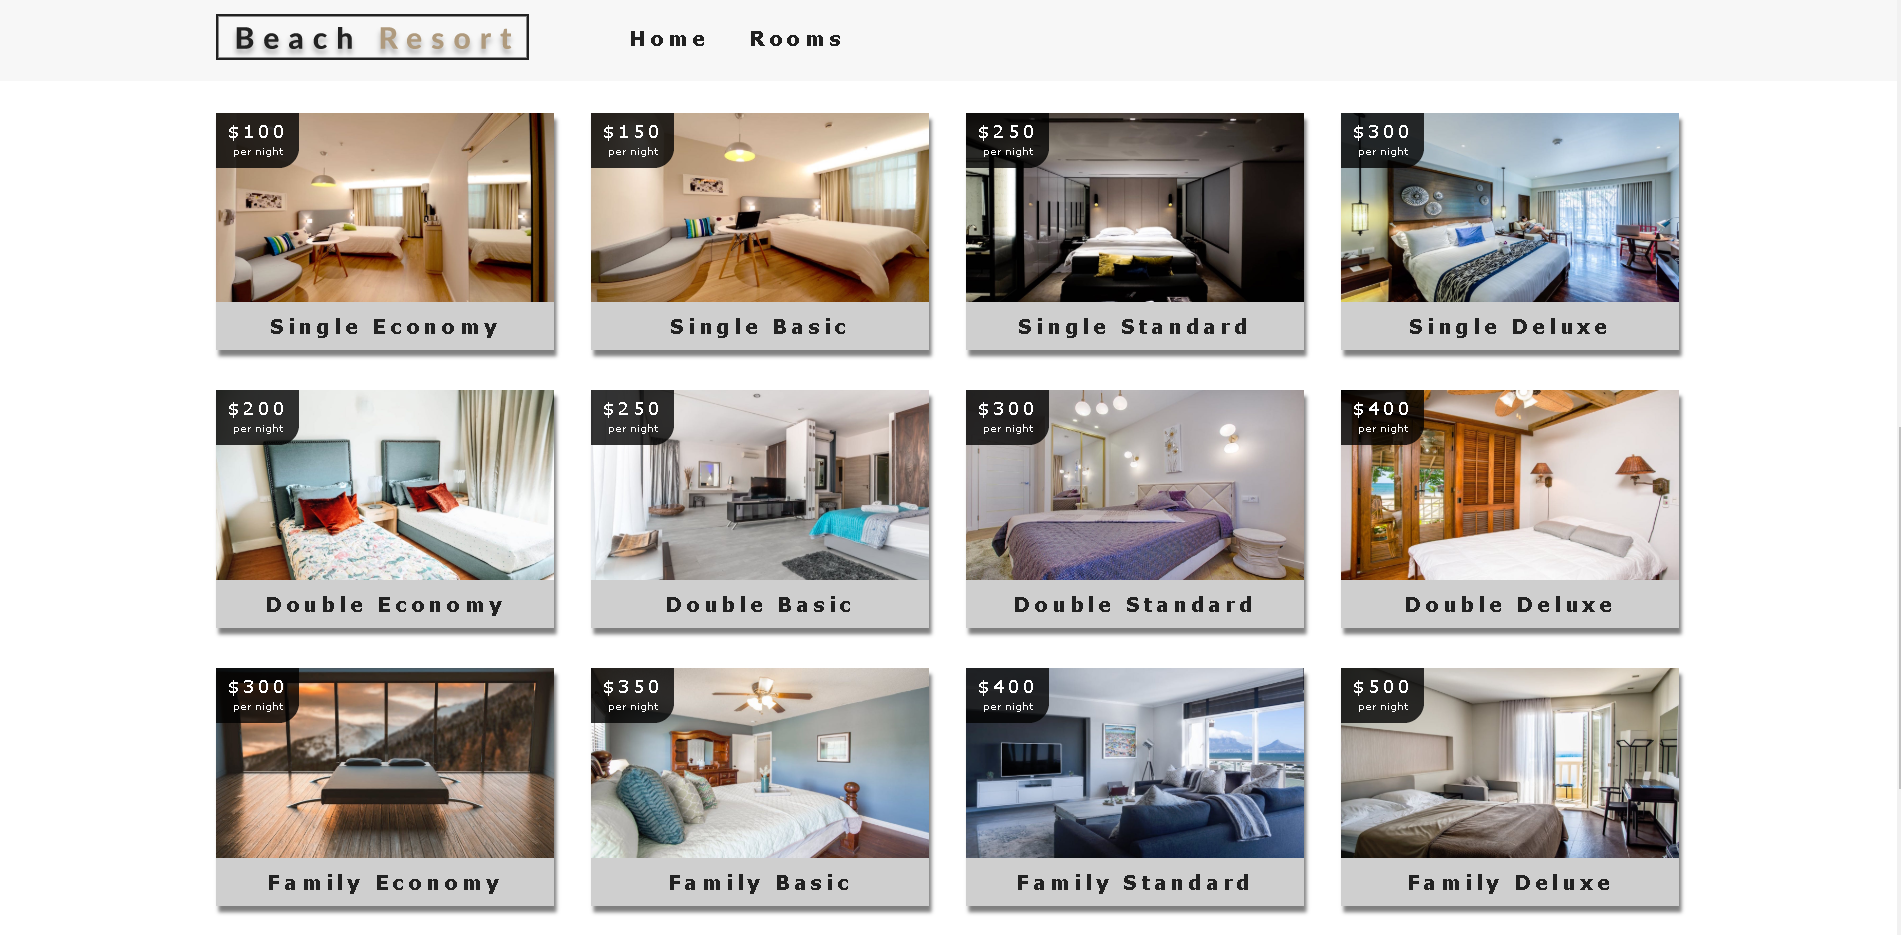 Beach Resort
Home Rooms
$100
per night
$150
per night
$250
per night
$300
per night
Single Economy
Single Basic
Single Standard
Single Deluxe
$200
per night
$250
per night
$300
per night
$400
per night
Double Economy
Double Basic
Double Standard
Double Deluxe
$300
per night
$350
per night
$400
per night
$500
per night
Family Economy
Family Basic
Family Standard
Family Deluxe